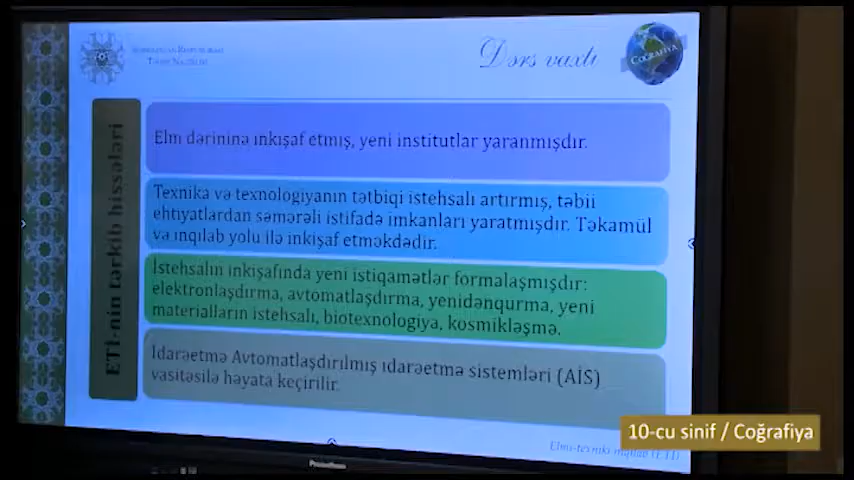 Dərs vaxtı
COĞRAFİYA
ETİ-nin tərkib hissələri
Elm dərininə inkişaf etmiş, yeni institutlar yaranmışdır.
Texnika və texnologiyanın tətbiqi istehsalı artırmış, təbii
ehtiyatlardan səmərəli istifadə imkanları yaratmışdır. Təkamül
və inqilab yolu ilə inkişaf etməkdədir.
İstehsalın inkişafında yeni istiqamətlər formalaşmışdır:
elektronlaşdırma, avtomatlaşdırma, yenidənqurma, yeni
materialların istehsalı, biotexnologiya, kosmikləşmə.
İdarəetmə Avtomatlaşdırılmış idarəetmə sistemləri (AİS)
vasitəsilə həyata keçirilir.
10-cu sinif / Coğrafiya
Elmi-texniki inqilab (ETİ)
Promethean